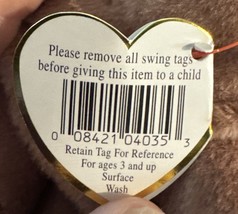 Please remove all swing tags
before giving this item to a child
0 08421 04035 3
Retain Tag For Reference
For ages 3 and up
Surface
Wash